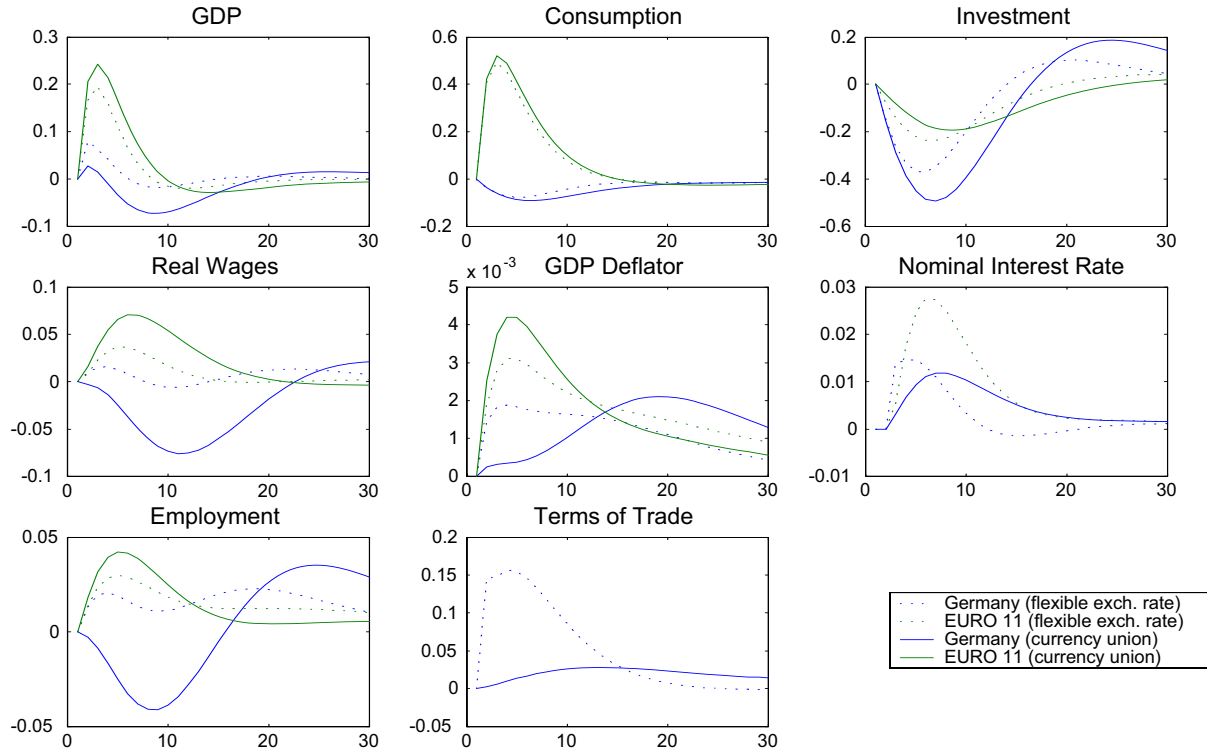 GDP
0.3
0.2
0.1
0
-0.1
0 10 20 30
Consumption
0.6
0.4
0.2
0
-0.2
0 10 20 30
Investment
0.2
0
-0.2
-0.4
-0.6
0 10 20 30
Real Wages
0.1
0.05
0
-0.05
-0.1
0 10 20 30
GDP Deflator
x 10^-3
5
4
3
2
1
0
0 10 20 30
Nominal Interest Rate
0.03
0.02
0.01
0
-0.01
0 10 20 30
Employment
0.05
0
-0.05
0 10 20 30
Terms of Trade
0.2
0.15
0.1
0.05
0
-0.05
0 10 20 30
Germany (flexible exch. rate)
EURO 11 (flexible exch. rate)
Germany (currency union)
EURO 11 (currency union)